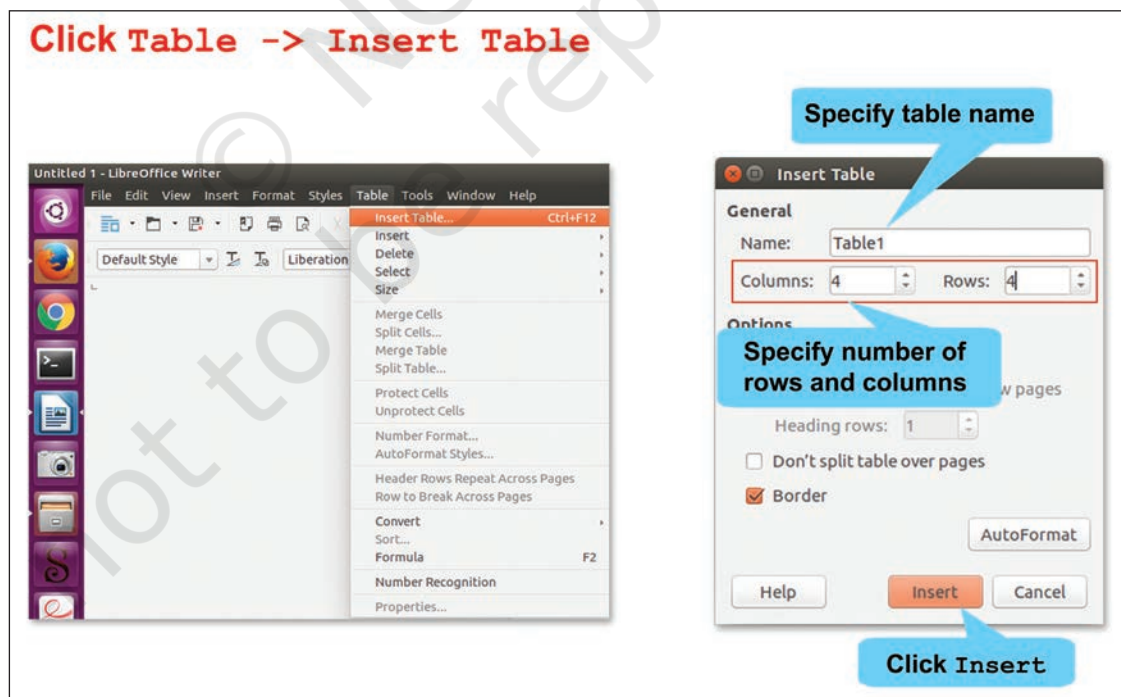 Click Table -> Insert Table
Untitled 1 - LibreOffice Writer
File Edit View Insert Format Styles Table Tools Window Help
Default Style
Liberation
Insert Table... Ctrl+F12
Insert
Delete
Select
Size
Merge Cells
Split Cells...
Merge Table
Split Table...
Protect Cells
Unprotect Cells
Number Format...
AutoFormat Styles...
Header Rows Repeat Across Pages
Row to Break Across Pages
Convert
Sort...
Formula F2
Number Recognition
Properties...
Specify table name
Insert Table
General
Name: Table1
Columns: 4 Rows: 4
Options
Specify number of
rows and columns
pages
Heading rows: 1
Don't split table over pages
Border
AutoFormat
Help Insert Cancel
Click Insert
not to be